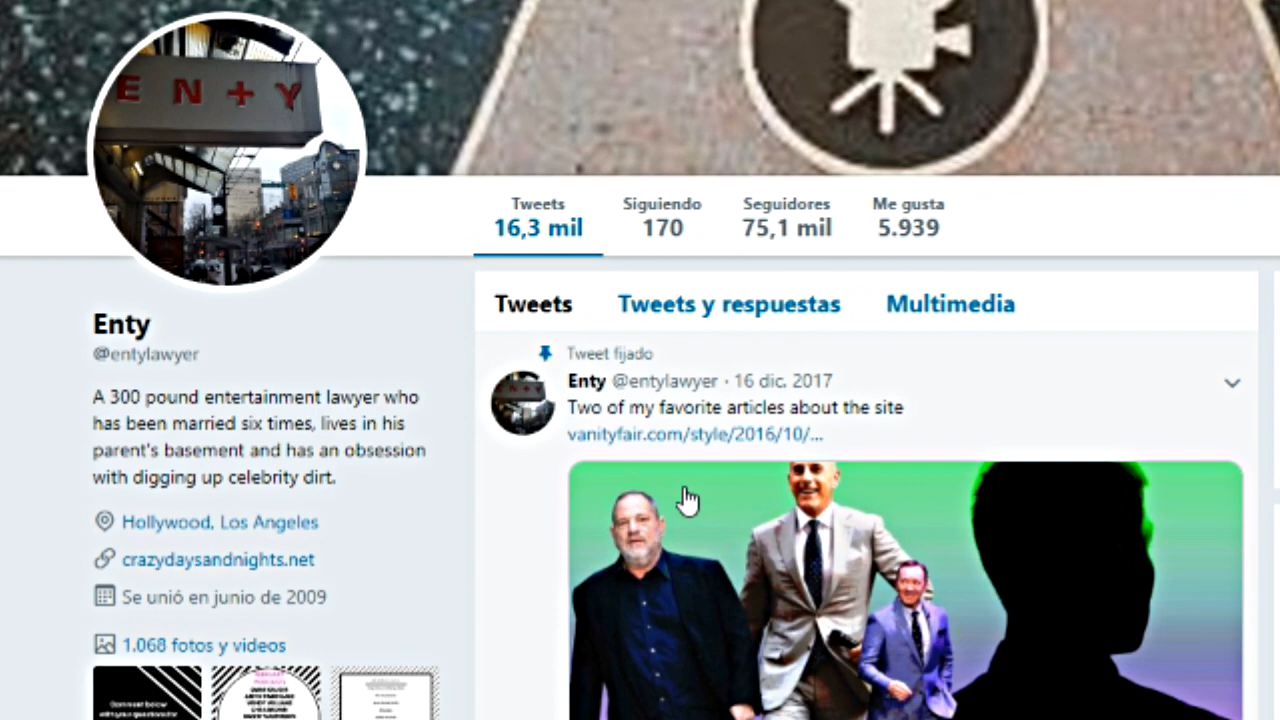 EN+Y
Tweets Siguiendo Seguidores Me gusta
16,3 mil 170 75,1 mil 5.939
Tweets Tweets y respuestas Multimedia
Enty
@entylawyer
A 300 pound entertainment lawyer who
has been married six times, lives in his
parent's basement and has an obsession
with digging up celebrity dirt.
Hollywood, Los Angeles
crazydaysandnights.net
Se unió en junio de 2009
1.068 fotos y videos
Tweet fijado
Enty @entylawyer · 16 dic. 2017
Two of my favorite articles about the site
vanityfair.com/style/2016/10/...